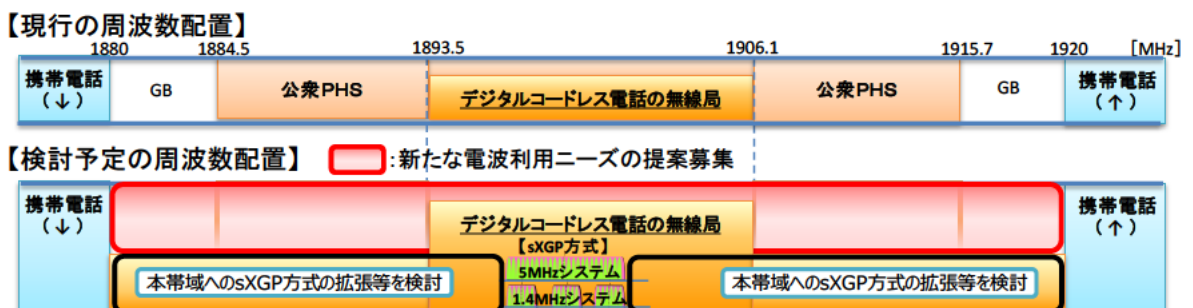 【現行の周波数配置】
1880 1884.5 1893.5 1906.1 1915.7 1920 [MHz]
携帯電話
(↓)
GB
公衆PHS
デジタルコードレス電話の無線局
公衆PHS
GB
携帯電話
(↑)
【検討予定の周波数配置】 :新たな電波利用ニーズの提案募集
携帯電話
(↓)
デジタルコードレス電話の無線局
【sXGP方式】
携帯電話
(↑)
本帯域へのsXGP方式の拡張等を検討
5MHzシステム
1.4MHzシステム
本帯域へのsXGP方式の拡張等を検討